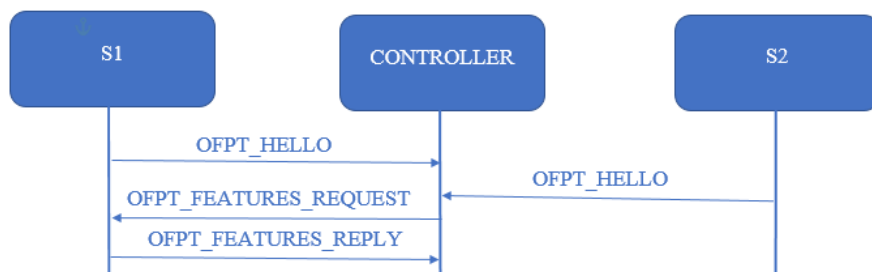 S1
CONTROLLER
S2
OFPT_HELLO
OFPT_HELLO
OFPT_FEATURES_REQUEST
OFPT_FEATURES_REPLY